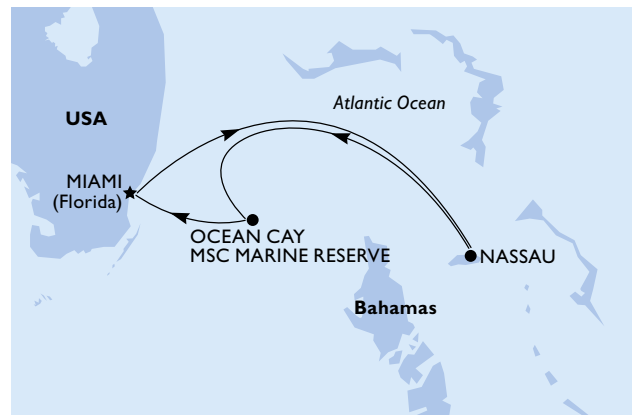 Atlantic Ocean
USA
MIAMI
(Florida)
OCEAN CAY
MSC MARINE RESERVE
NASSAU
Bahamas